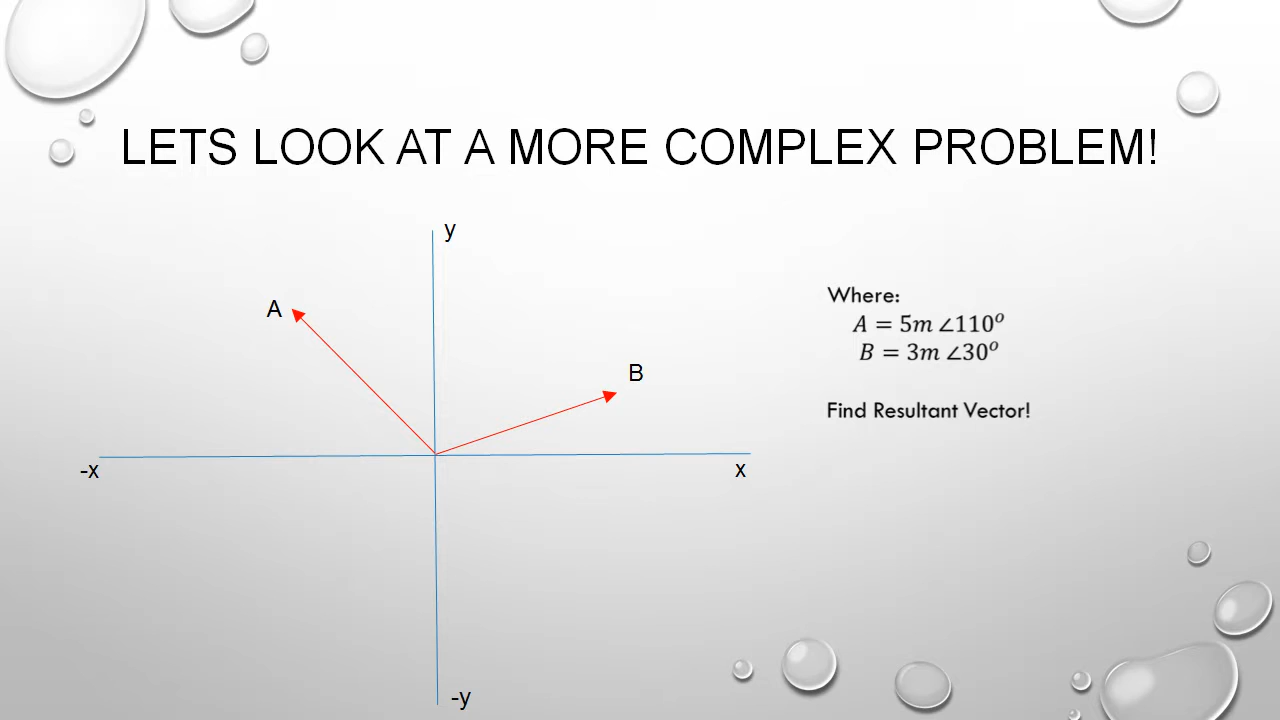 LETS LOOK AT A MORE COMPLEX PROBLEM!
y
A
B
-x
x
-y
Where:
A = 5m ∠110°
B = 3m ∠30°
Find Resultant Vector!